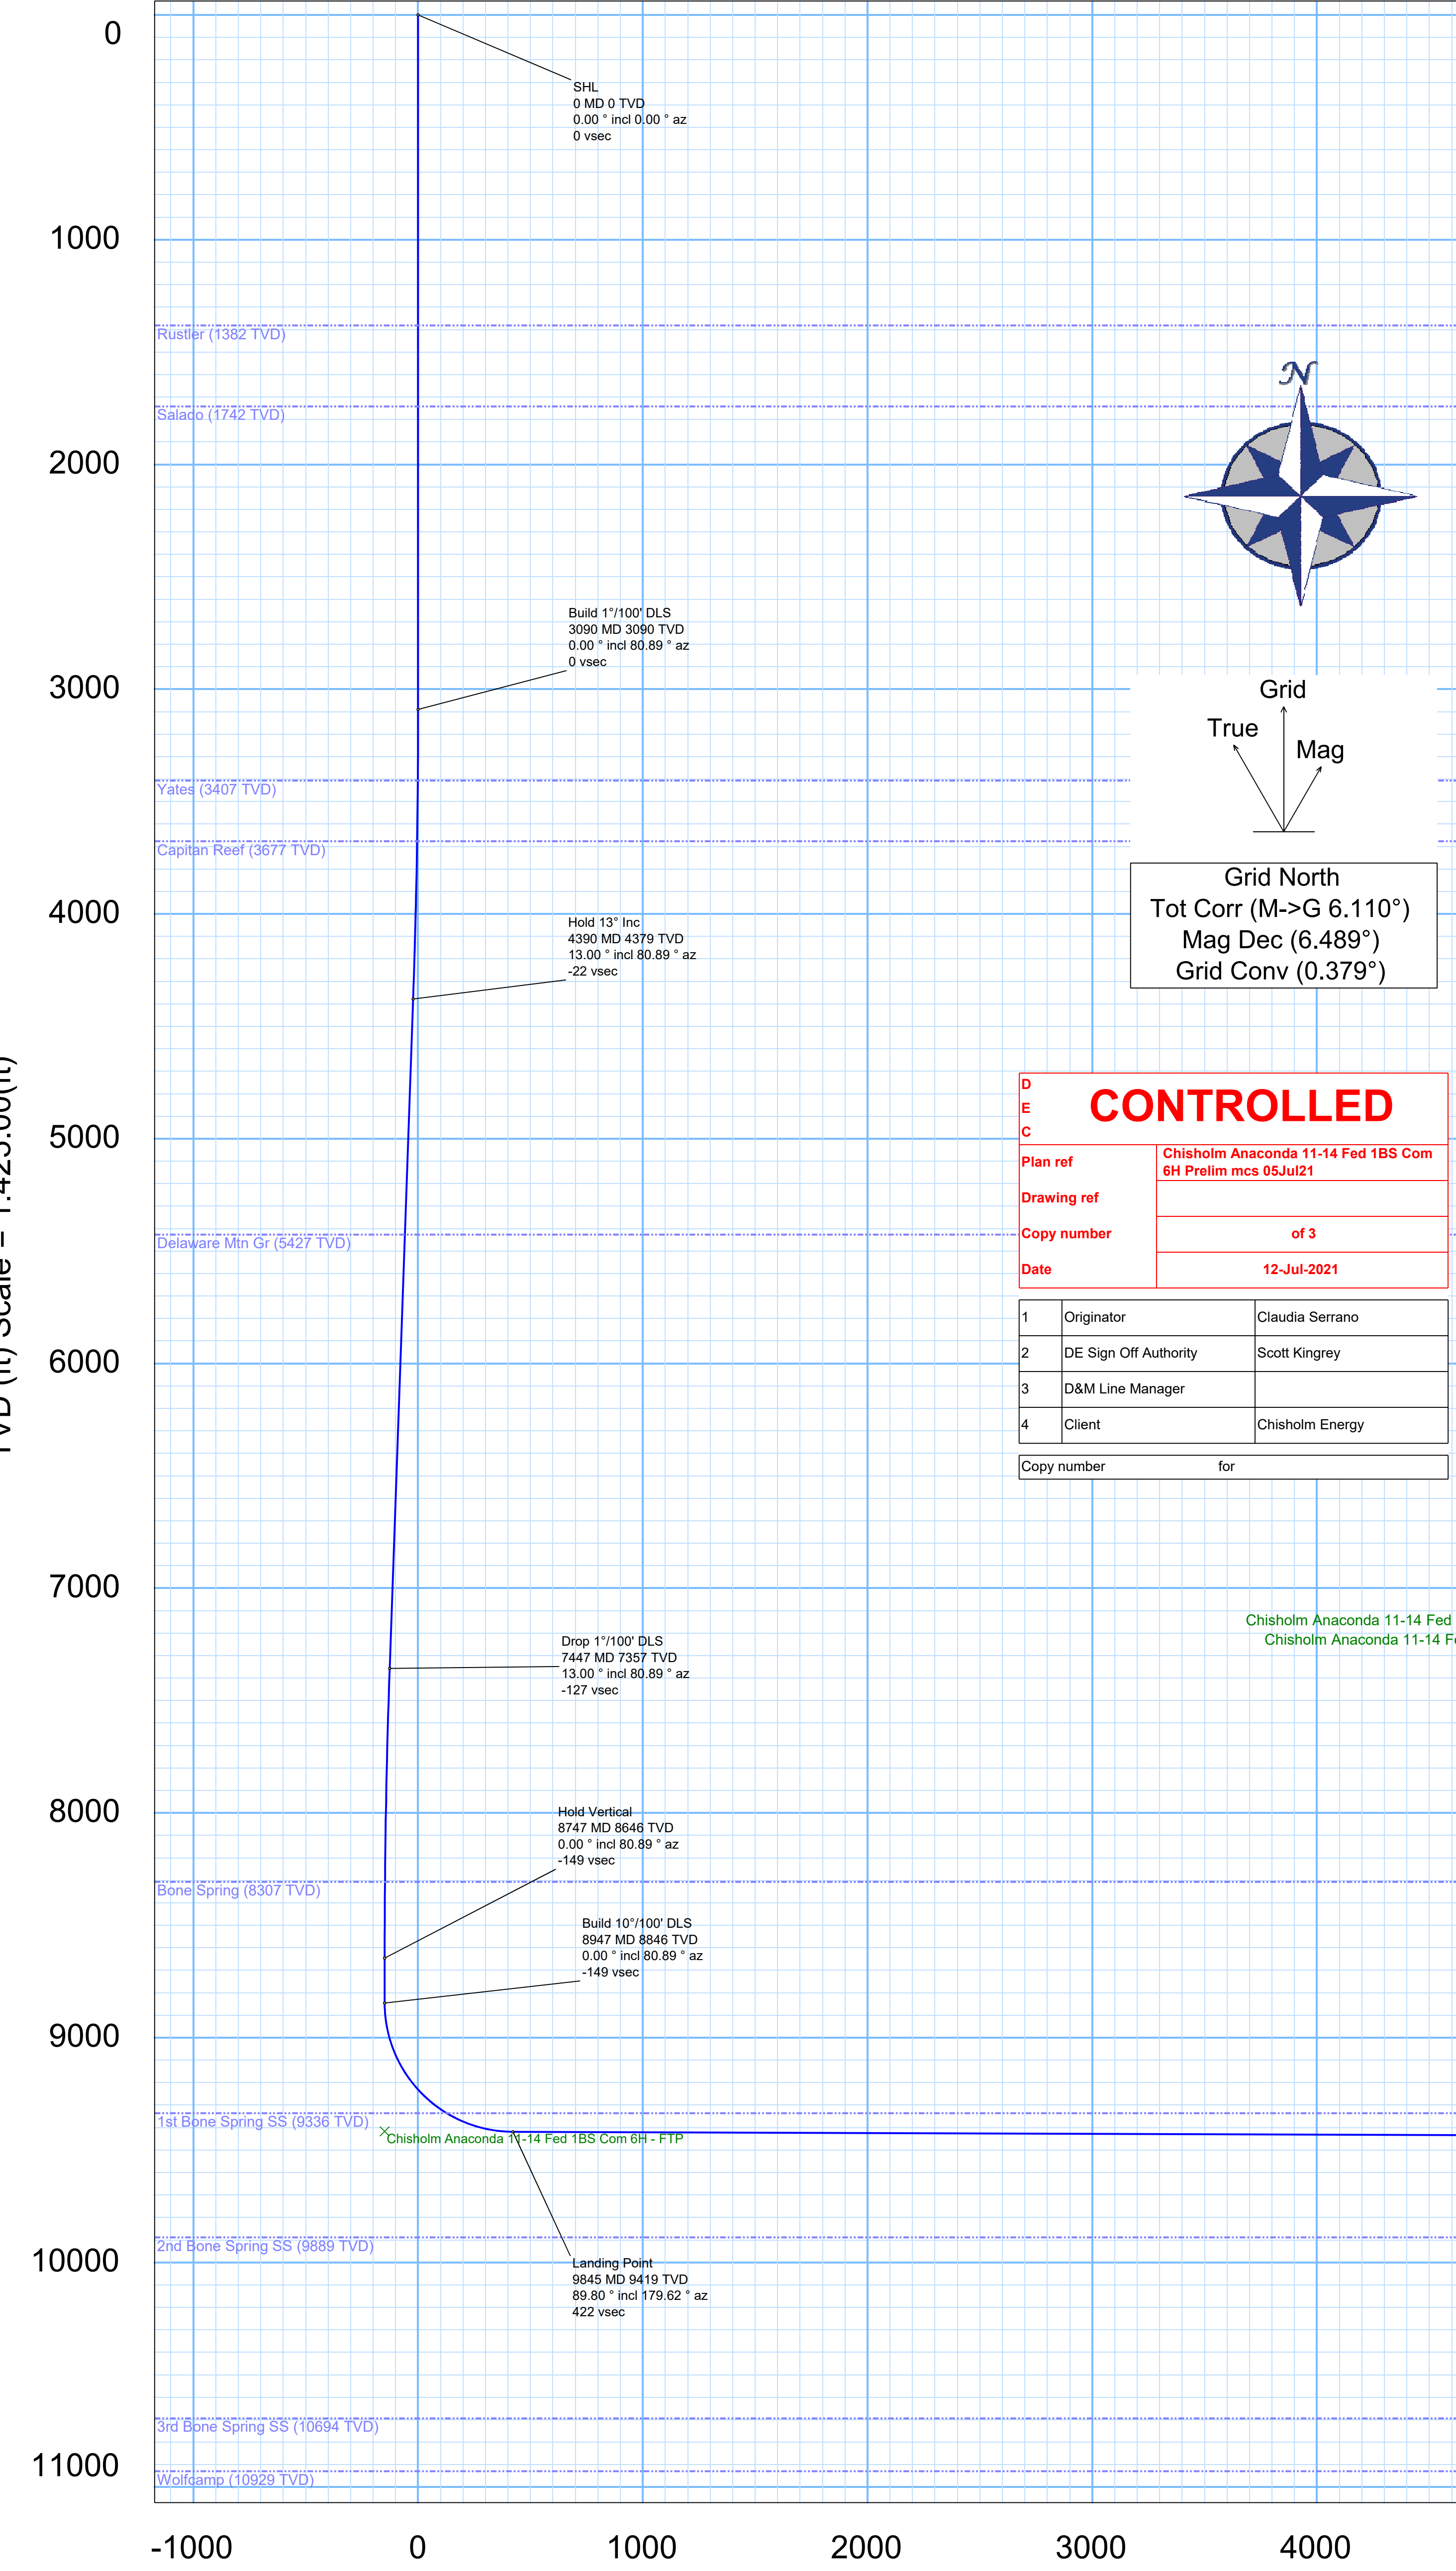 0
SHL
0 MD 0 TVD
0.00 ° incl 0.00 ° az
0 vsec
1000
Rustler (1382 TVD)
N
Salado (1742 TVD)
2000
Build 1°/100' DLS
3090 MD 3090 TVD
0.00 ° incl 80.89 ° az
0 vsec
3000
Grid
True
Mag
Yates (3407 TVD)
Capitan Reef (3677 TVD)
Grid North
Tot Corr (M->G 6.110°)
Mag Dec (6.489°)
Grid Conv (0.379°)
4000
Hold 13° Inc
4390 MD 4379 TVD
13.00 ° incl 80.89 ° az
-22 vsec
D
E
C
CONTROLLED
Plan ref
Chisholm Anaconda 11-14 Fed 1BS Com
6H Prelim mcs 05Jul21
Drawing ref
Copy number of 3
Date 12-Jul-2021
5000
Delaware Mtn Gr (5427 TVD)
1 Originator Claudia Serrano
2 DE Sign Off Authority Scott Kingrey
3 D&M Line Manager
4 Client Chisholm Energy
Copy number for
6000
7000
Chisholm Anaconda 11-14 Fed
Chisholm Anaconda 11-14
Drop 1°/100' DLS
7447 MD 7357 TVD
13.00 ° incl 80.89 ° az
-127 vsec
8000
Hold Vertical
8747 MD 8646 TVD
0.00 ° incl 80.89 ° az
-149 vsec
Bone Spring (8307 TVD)
Build 10°/100' DLS
8947 MD 8846 TVD
0.00 ° incl 80.89 ° az
-149 vsec
9000
1st Bone Spring SS (9336 TVD)
Chisholm Anaconda 11-14 Fed 1BS Com 6H - FTP
2nd Bone Spring SS (9889 TVD)
10000
Landing Point
9845 MD 9419 TVD
89.80 ° incl 179.62 ° az
422 vsec
3rd Bone Spring SS (10694 TVD)
11000
Wolfcamp (10929 TVD)
-1000 0 1000 2000 3000 4000